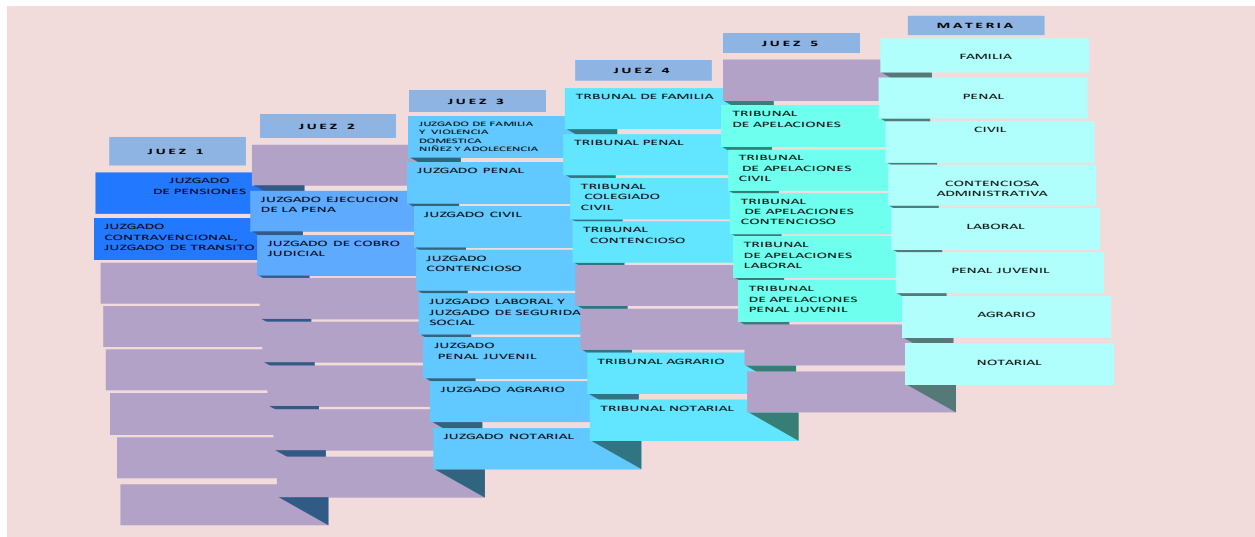 JUEZ 1
JUZGADO
DE PENSIONES
JUZGADO
CONTRAVENCIONAL,
JUZGADO DE TRANSITO
JUEZ 2
JUZGADO EJECUCION
DE LA PENA
JUZGADO DE COBRO
JUDICIAL
JUEZ 3
JUZGADO DE FAMILIA
Y VIOLENCIA
DOMESTICA
NIÑEZ Y ADOLECENCIA
JUZGADO PENAL
JUZGADO CIVIL
JUZGADO
CONTENCIOSO
JUZGADO LABORAL Y
JUZGADO DE SEGURIDA
SOCIAL
JUZGADO
PENAL JUVENIL
JUZGADO AGRARIO
JUZGADO NOTARIAL
JUEZ 4
TRBUNAL DE FAMILIA
TRIBUNAL PENAL
TRIBUNAL
COLEGIADO
CIVIL
TRIBUNAL
CONTENCIOSO
TRIBUNAL AGRARIO
TRIBUNAL NOTARIAL
JUEZ 5
TRIBUNAL
DE APELACIONES
TRIBUNAL
DE APELACIONES
CIVIL
TRIBUNAL
DE APELACIONES
CONTENCIOSO
TRIBUNAL
DE APELACIONES
LABORAL
TRIBUNAL
DE APELACIONES
PENAL JUVENIL
MATERIA
FAMILIA
PENAL
CIVIL
CONTENCIOSA
ADMINISTRATIVA
LABORAL
PENAL JUVENIL
AGRARIO
NOTARIAL